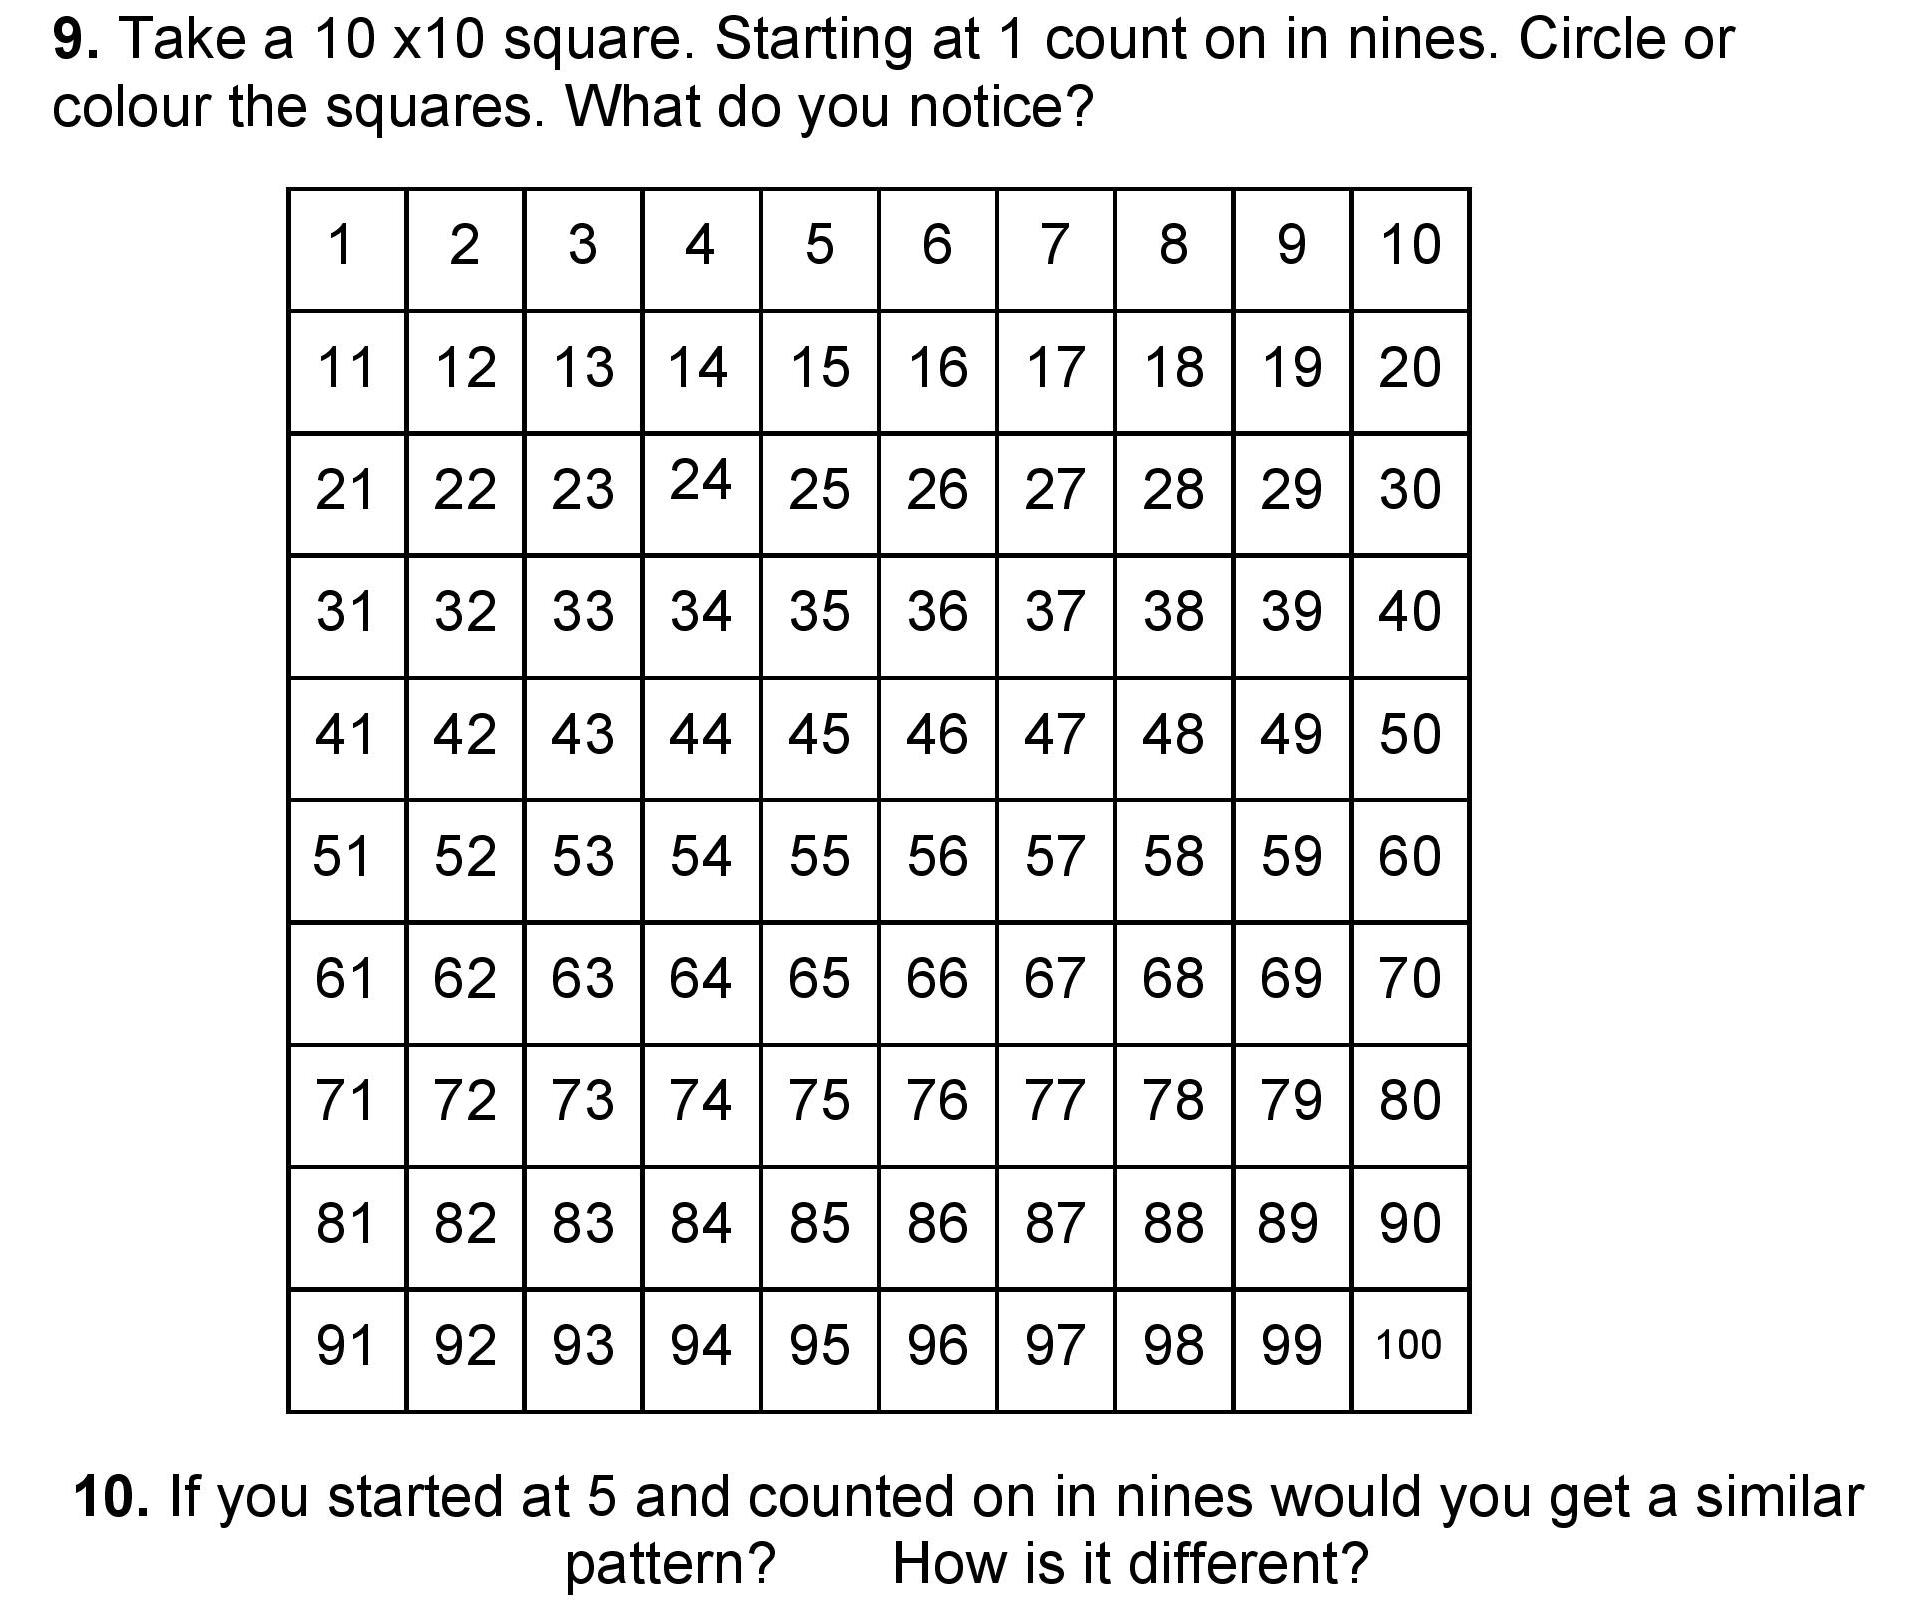 9. Take a 10 x10 square. Starting at 1 count on in nines. Circle or
colour the squares. What do you notice?
1 2 3 4 5 6 7 8 9 10
11 12 13 14 15 16 17 18 19 20
21 22 23 24 25 26 27 28 29 30
31 32 33 34 35 36 37 38 39 40
41 42 43 44 45 46 47 48 49 50
51 52 53 54 55 56 57 58 59 60
61 62 63 64 65 66 67 68 69 70
71 72 73 74 75 76 77 78 79 80
81 82 83 84 85 86 87 88 89 90
91 92 93 94 95 96 97 98 99 100
10. If you started at 5 and counted on in nines would you get a similar
pattern? How is it different?